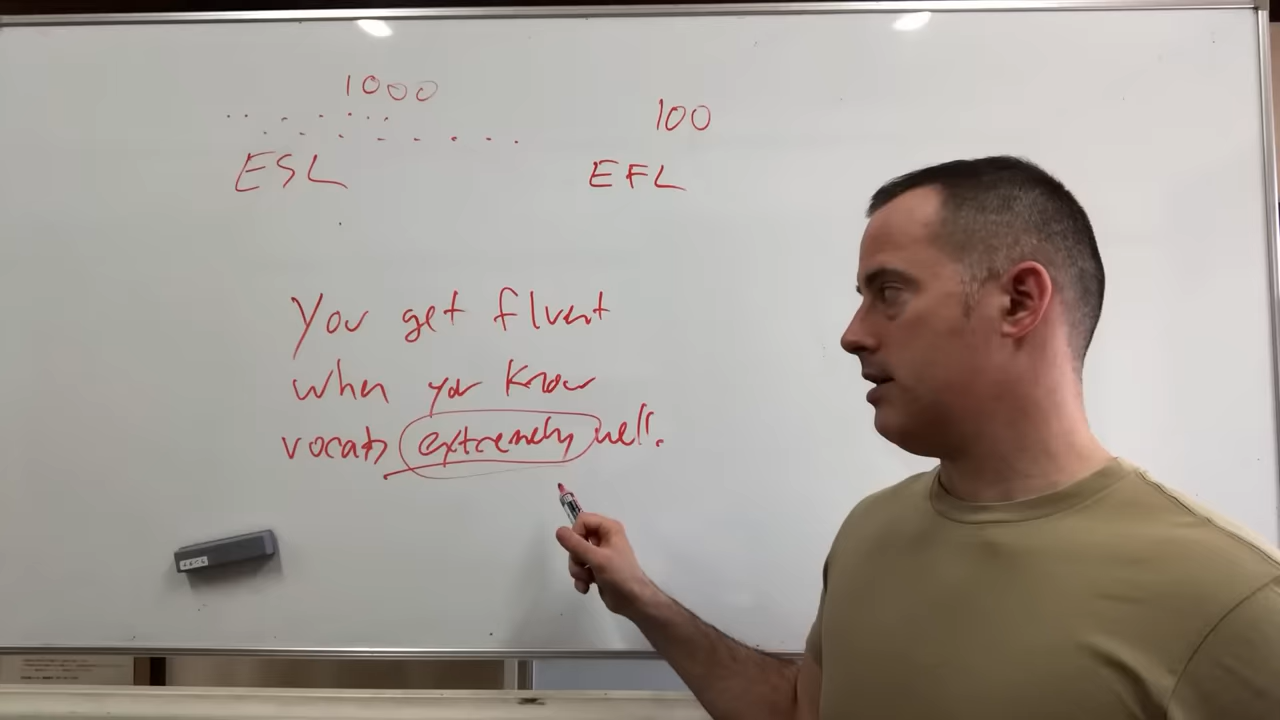 1000
100
ESL
EFL
You get fluent
when you know
vocab extremely well.